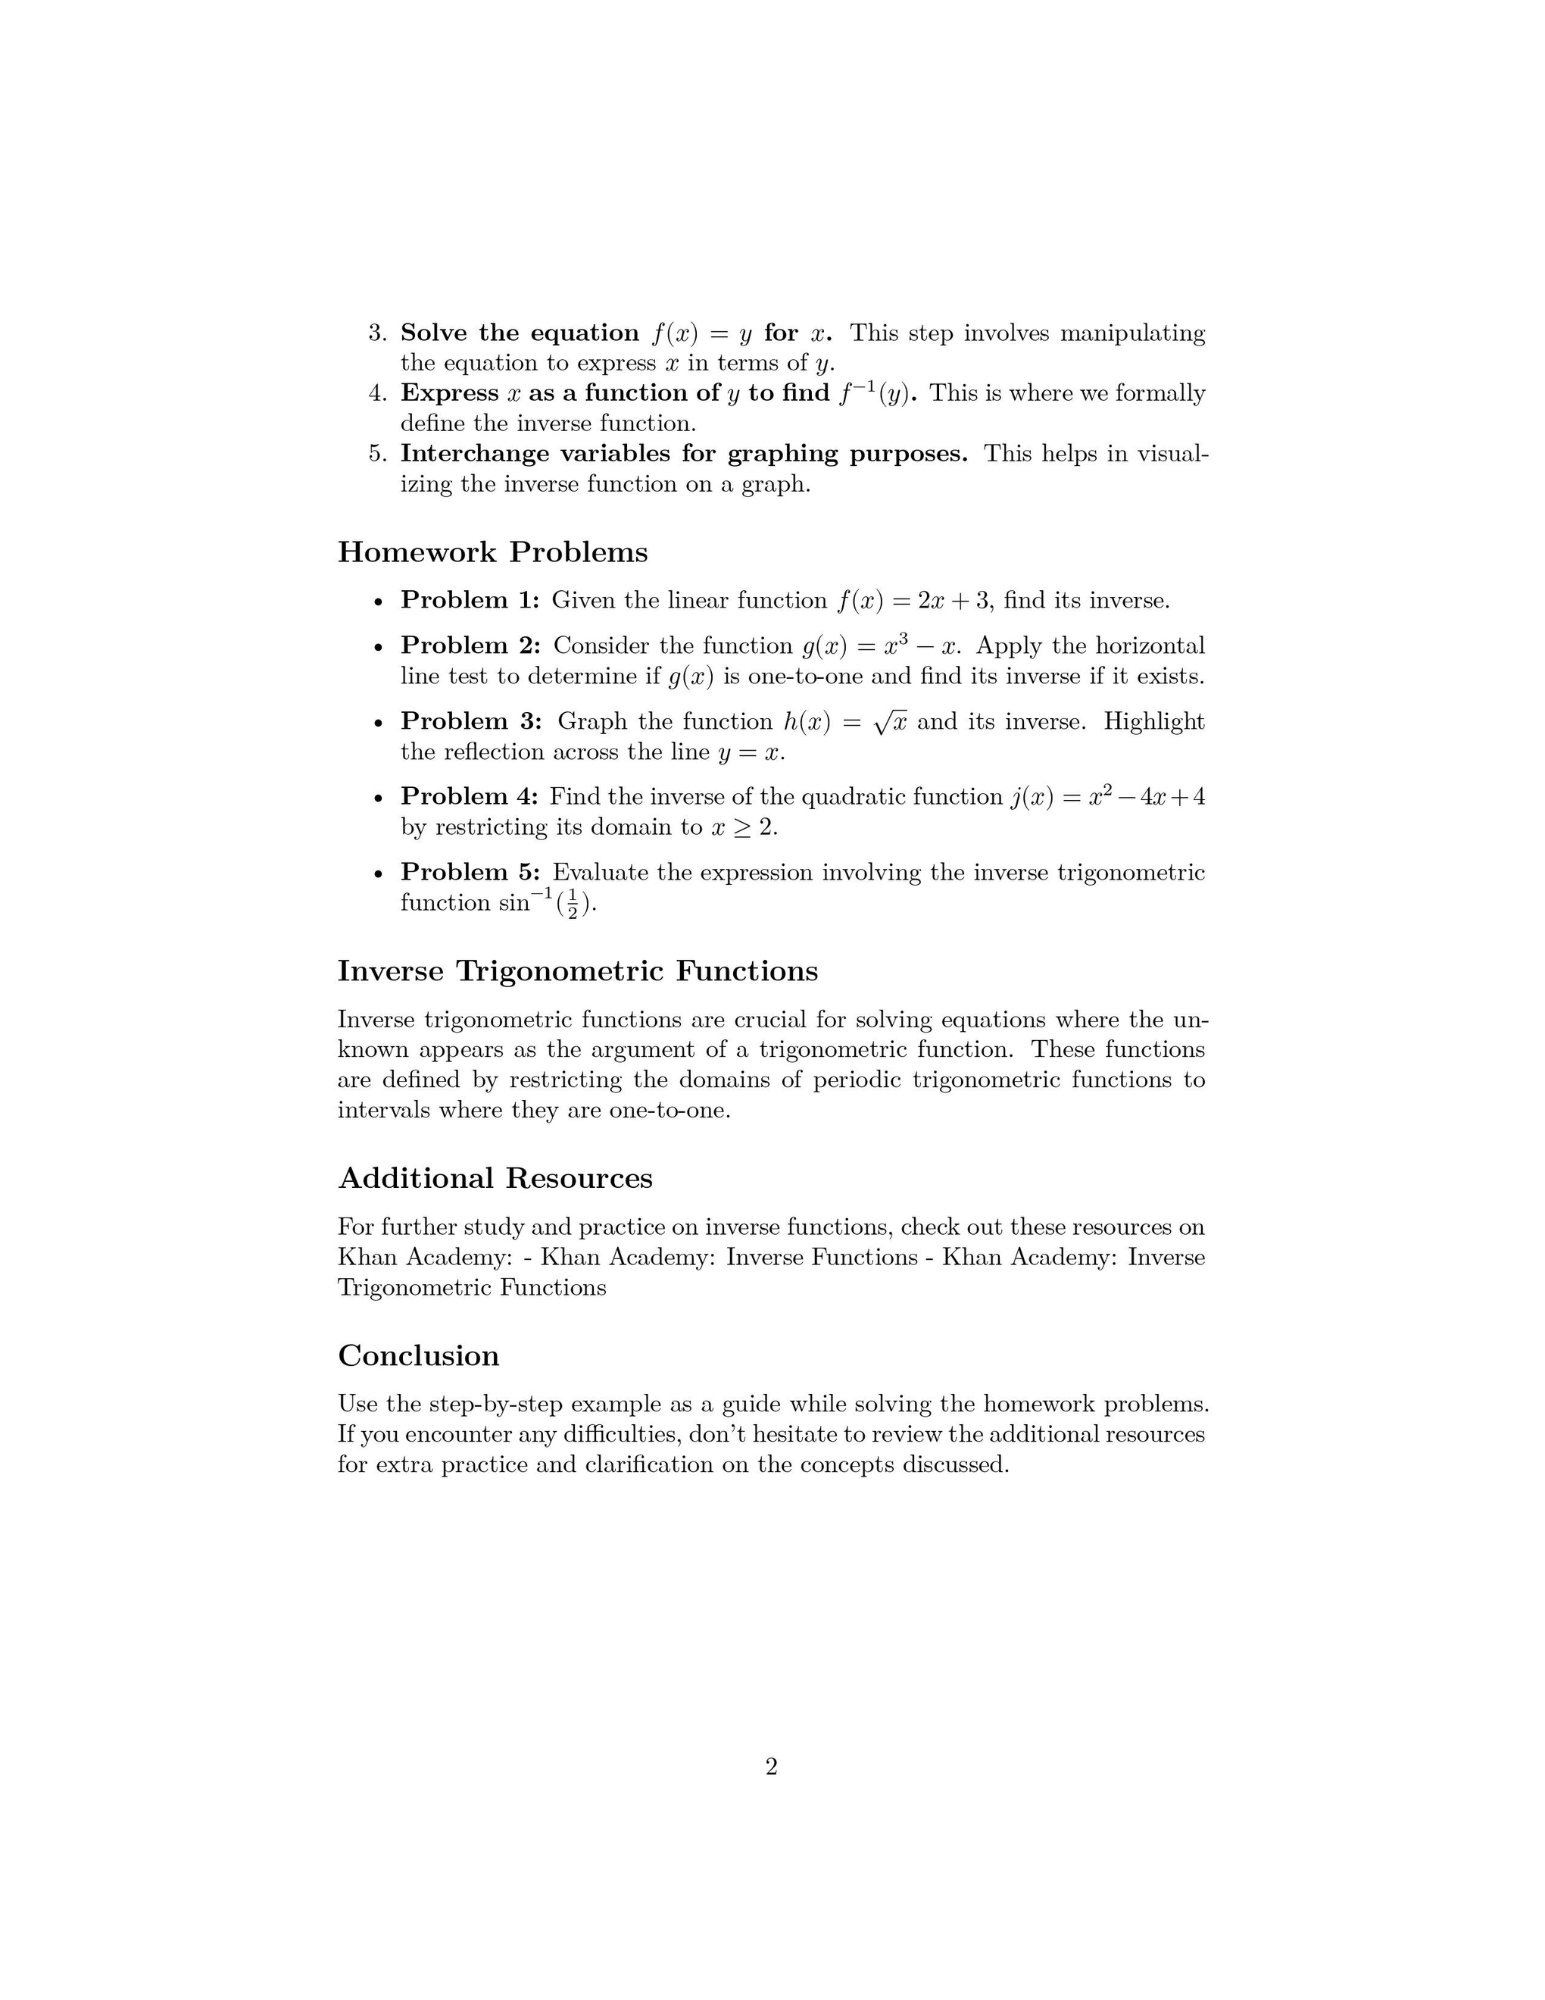 3. Solve the equation f(x) = y for x. This step involves manipulating
the equation to express x in terms of y.
4. Express x as a function of y to find f⁻¹(y). This is where we formally
define the inverse function.
5. Interchange variables for graphing purposes. This helps in visual-
izing the inverse function on a graph.
Homework Problems
• Problem 1: Given the linear function f(x) = 2x + 3, find its inverse.
• Problem 2: Consider the function g(x) = x³ − x. Apply the horizontal
line test to determine if g(x) is one-to-one and find its inverse if it exists.
• Problem 3: Graph the function h(x) = √x and its inverse. Highlight
the reflection across the line y = x.
• Problem 4: Find the inverse of the quadratic function j(x) = x² − 4x + 4
by restricting its domain to x ≥ 2.
• Problem 5: Evaluate the expression involving the inverse trigonometric
function sin⁻¹(1/2).
Inverse Trigonometric Functions
Inverse trigonometric functions are crucial for solving equations where the un-
known appears as the argument of a trigonometric function. These functions
are defined by restricting the domains of periodic trigonometric functions to
intervals where they are one-to-one.
Additional Resources
For further study and practice on inverse functions, check out these resources on
Khan Academy: - Khan Academy: Inverse Functions - Khan Academy: Inverse
Trigonometric Functions
Conclusion
Use the step-by-step example as a guide while solving the homework problems.
If you encounter any difficulties, don't hesitate to review the additional resources
for extra practice and clarification on the concepts discussed.
2